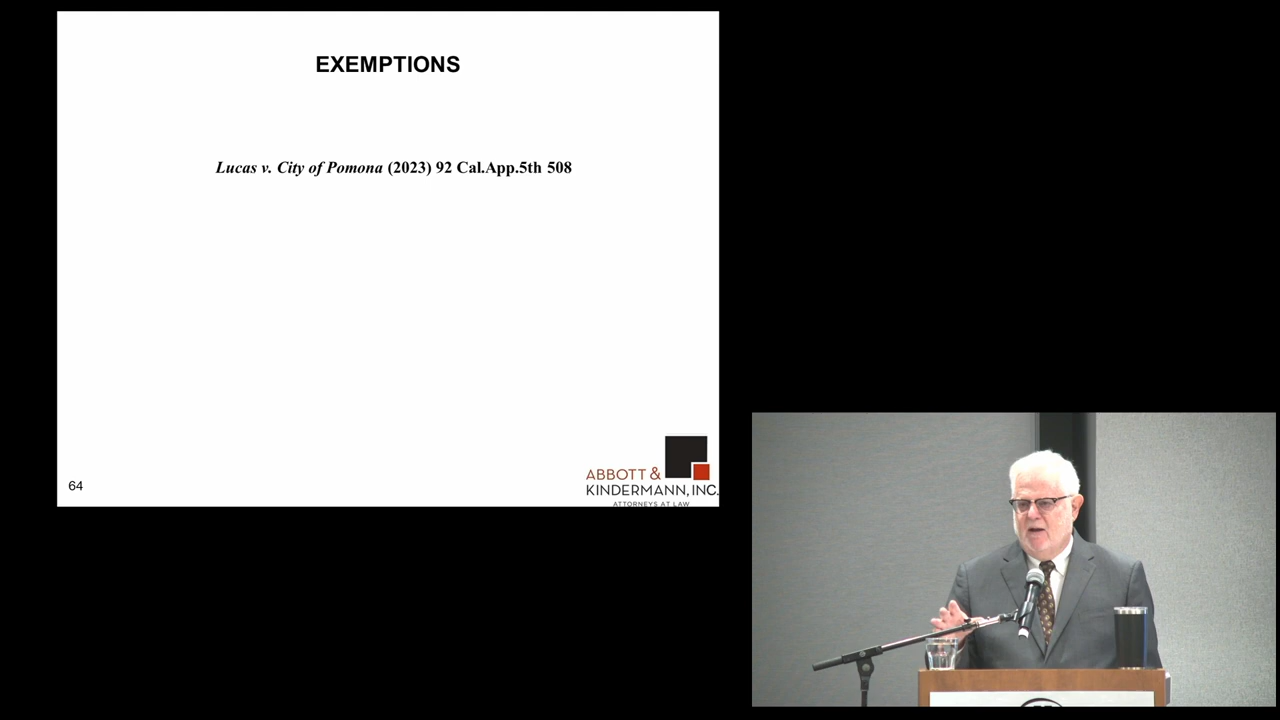 EXEMPTIONS
Lucas v. City of Pomona (2023) 92 Cal.App.5th 508
64
ABBOTT &
KINDERMANN, INC.
ATTORNEYS AT LAW